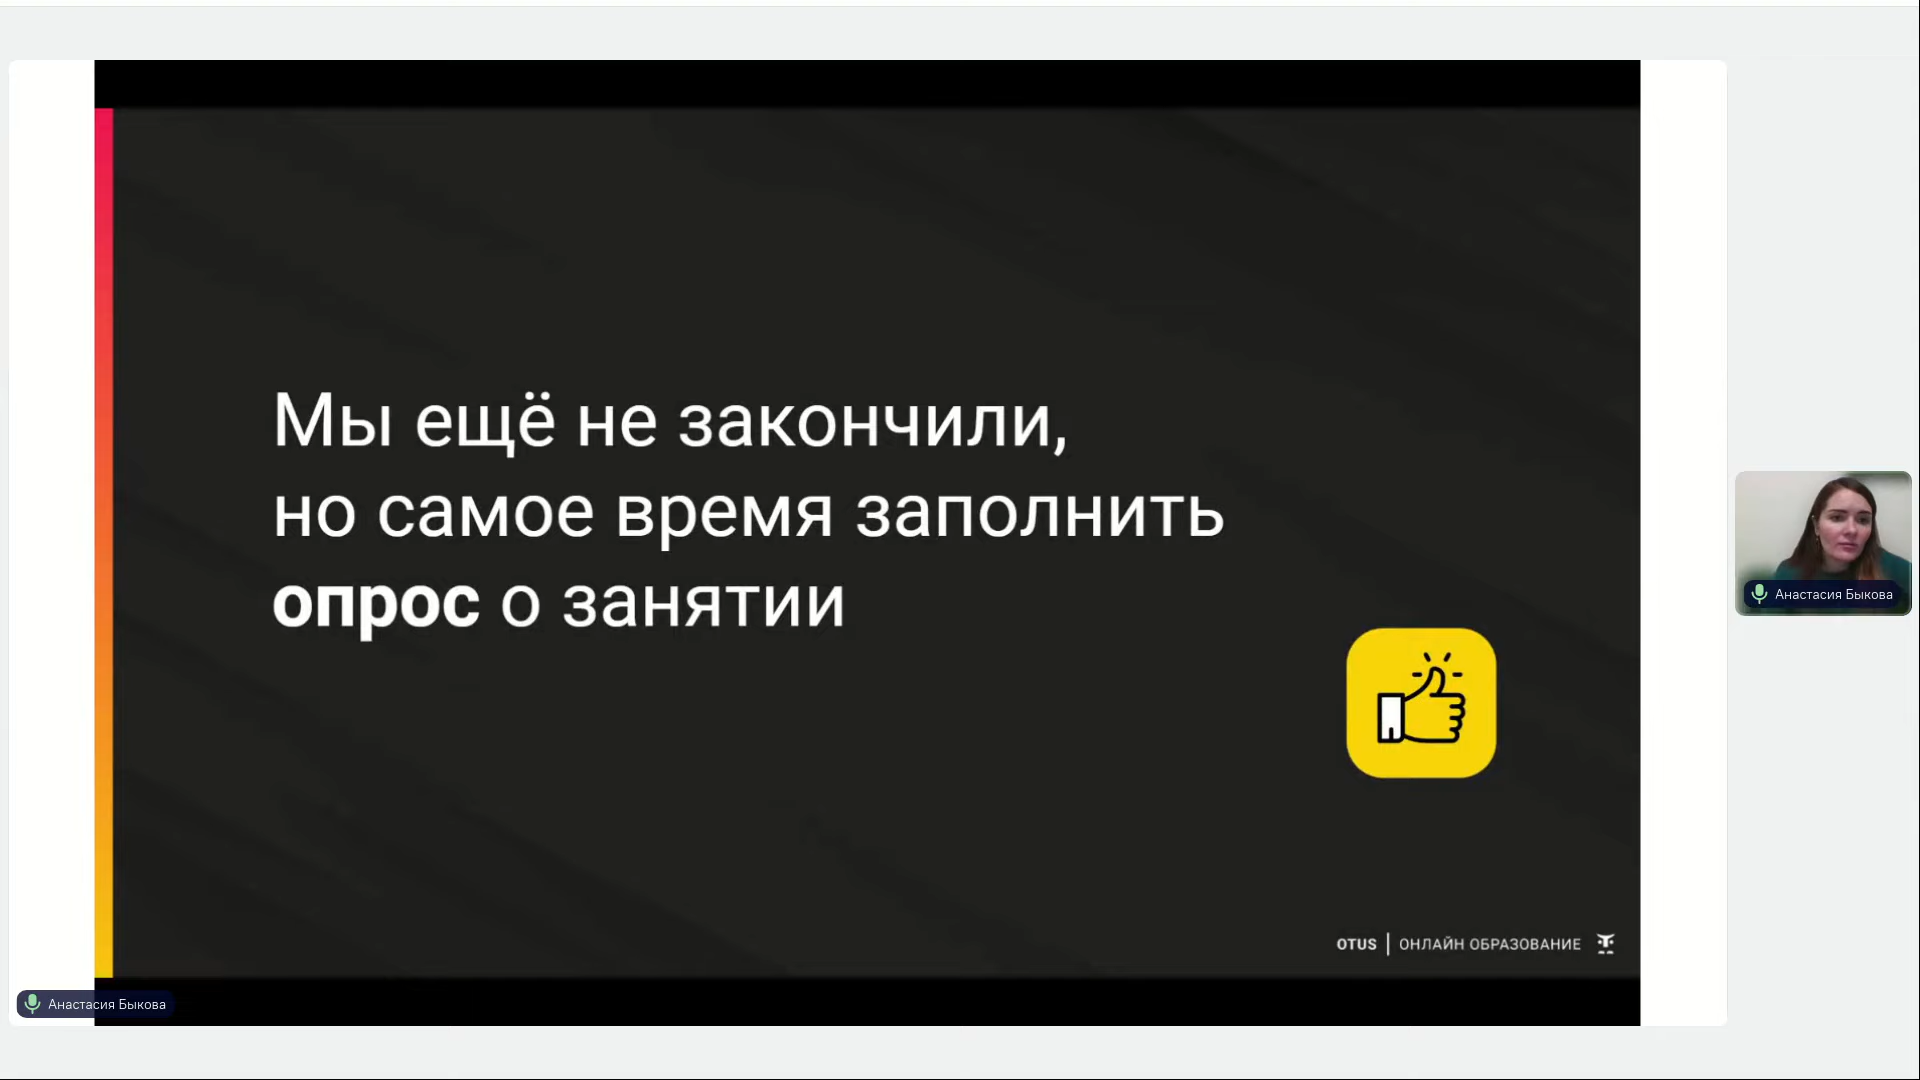 Мы ещё не закончили,
но самое время заполнить
опрос о занятии
OTUS | ОНЛАЙН ОБРАЗОВАНИЕ
Анастасия Быкова
Анастасия Быкова